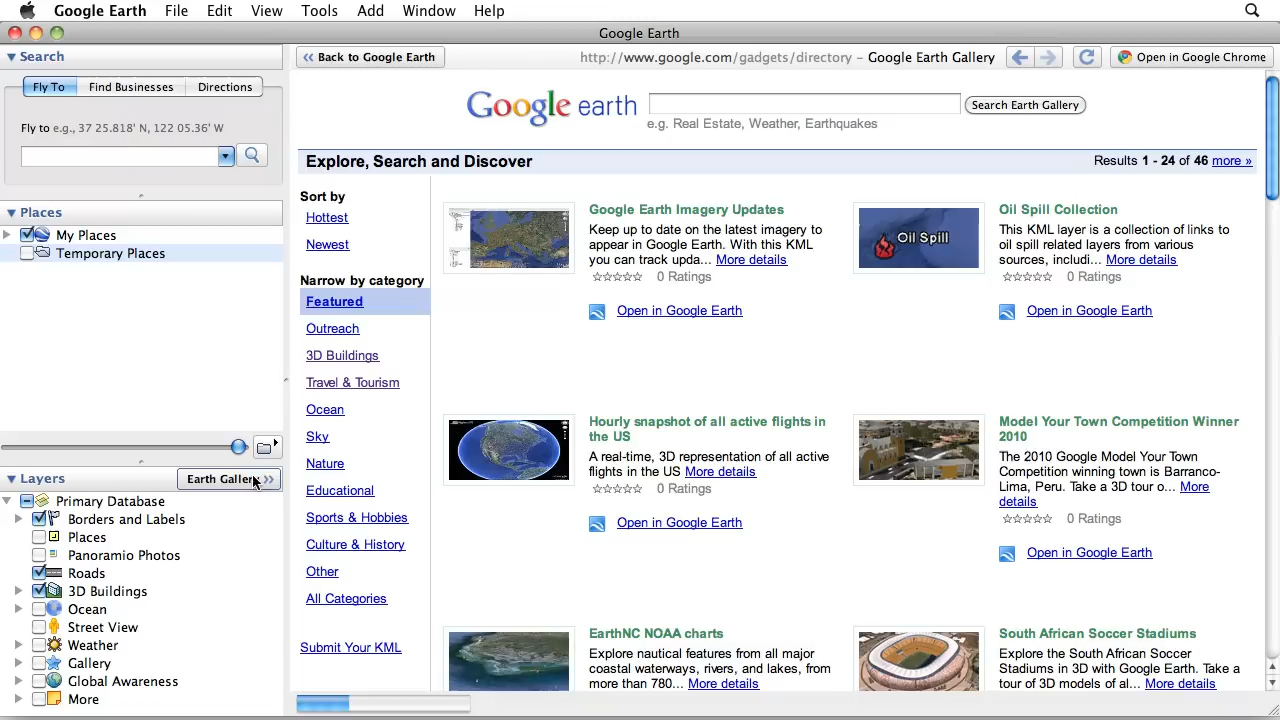 Google Earth File Edit View Tools Add Window Help
Google Earth
Search
Back to Google Earth
http://www.google.com/gadgets/directory – Google Earth Gallery
Open in Google Chrome
Fly To Find Businesses Directions
Fly to e.g., 37 25.818' N, 122 05.36' W
Places
My Places
Temporary Places
Layers
Earth Gallery
Primary Database
Borders and Labels
Places
Panoramio Photos
Roads
3D Buildings
Ocean
Street View
Weather
Gallery
Global Awareness
More
Google earth
Search Earth Gallery
e.g. Real Estate, Weather, Earthquakes
Explore, Search and Discover
Results 1 - 24 of 46 more »
Sort by
Hottest
Newest
Narrow by category
Featured
Outreach
3D Buildings
Travel & Tourism
Ocean
Sky
Nature
Educational
Sports & Hobbies
Culture & History
Other
All Categories
Submit Your KML
Google Earth Imagery Updates
Keep up to date on the latest imagery to
appear in Google Earth. With this KML
you can track upda... More details
0 Ratings
Open in Google Earth
Oil Spill
Oil Spill Collection
This KML layer is a collection of links to
oil spill related layers from various
sources, includi... More details
0 Ratings
Open in Google Earth
Hourly snapshot of all active flights in
the US
A real-time, 3D representation of all active
flights in the US More details
0 Ratings
Open in Google Earth
Model Your Town Competition Winner
2010
The 2010 Google Model Your Town
Competition winning town is Barranco-
Lima, Peru. Take a 3D tour o... More
details
0 Ratings
Open in Google Earth
EarthNC NOAA charts
Explore nautical features from all major
coastal waterways, rivers, and lakes, from
more than 780... More details
South African Soccer Stadiums
Explore the South African Soccer
Stadiums in 3D with Google Earth. Take a
tour of 3D models of al... More details